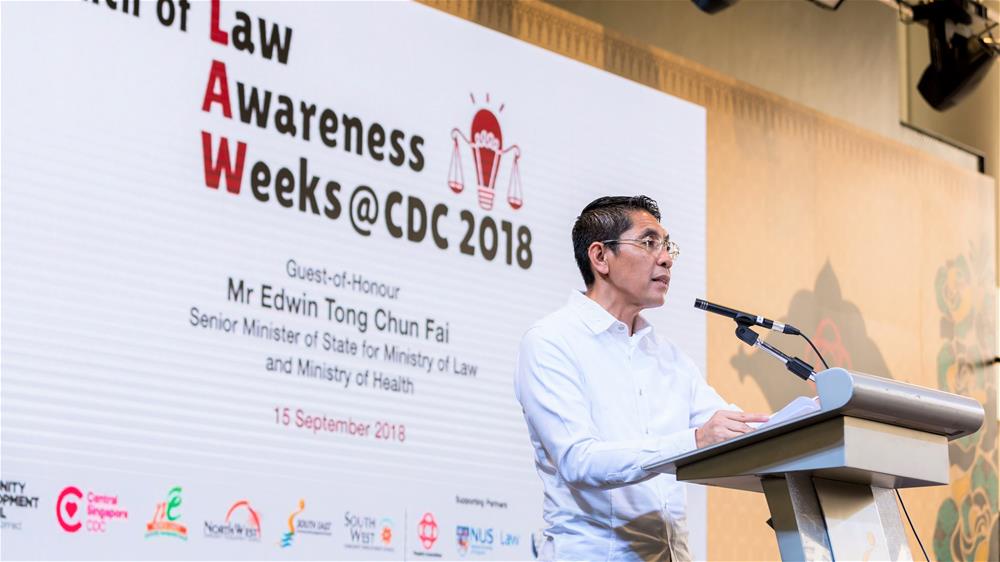 of Law
Awareness
Weeks@CDC 2018
Guest-of-Honour
Mr Edwin Tong Chun Fai
Senior Minister of State for Ministry of Law
and Ministry of Health
15 September 2018
Supporting Partners
Central
Singapore
CDC
NORTH WEST
SOUTH EAST
SOUTH
WEST
NUS Law